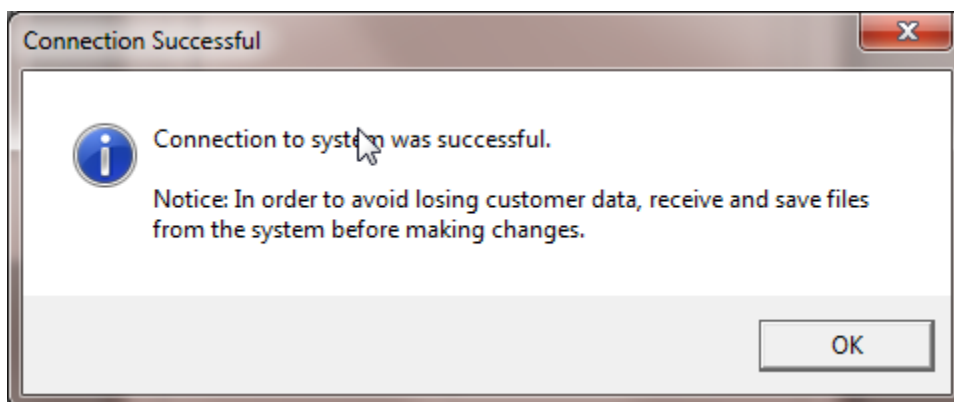 Connection Successful
Connection to system was successful.
Notice: In order to avoid losing customer data, receive and save files
from the system before making changes.
OK